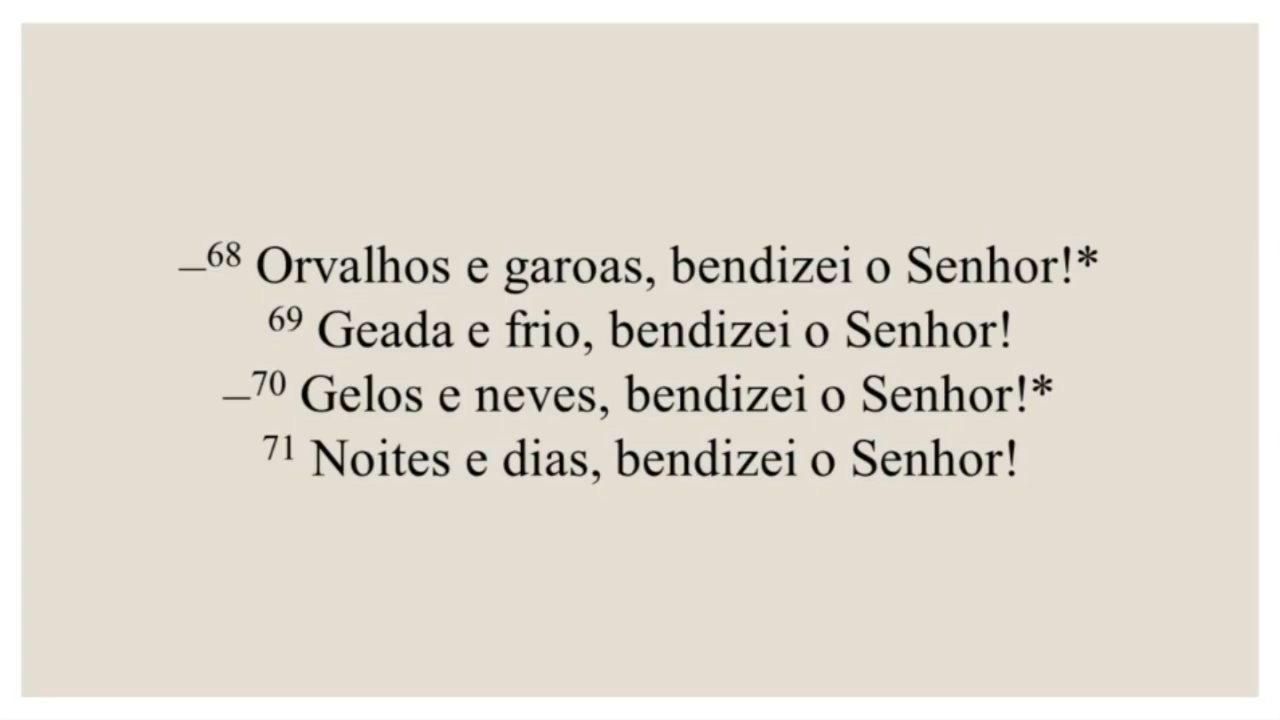 –⁶⁸ Orvalhos e garoas, bendizei o Senhor!*
⁶⁹ Geada e frio, bendizei o Senhor!
–⁷⁰ Gelos e neves, bendizei o Senhor!*
⁷¹ Noites e dias, bendizei o Senhor!